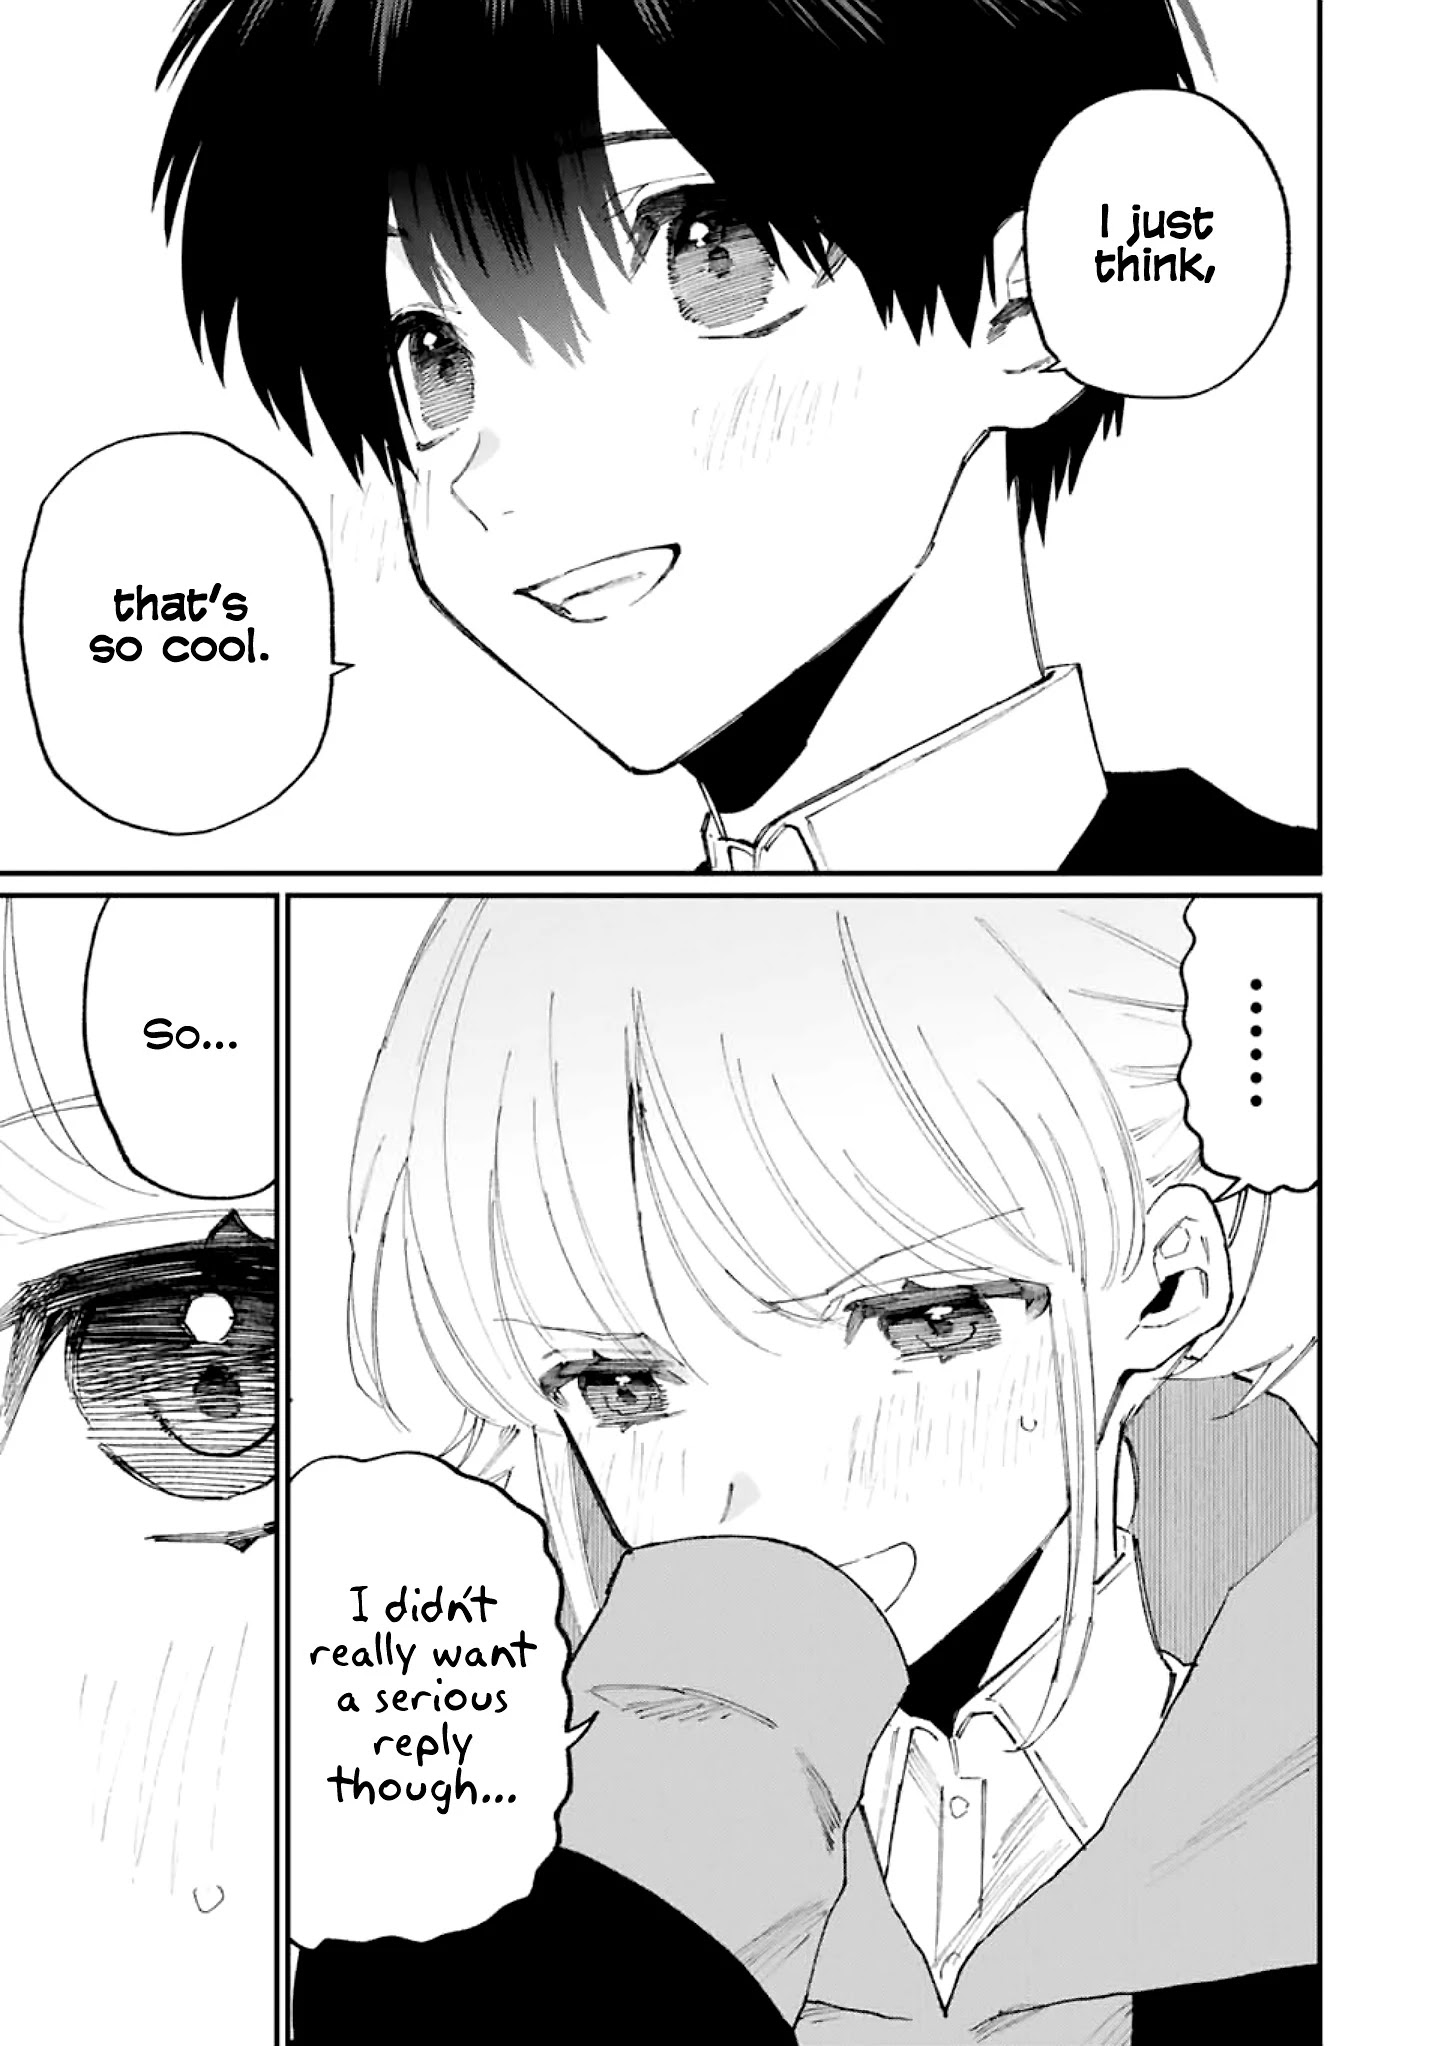 I just
think,
that's
so cool.
.......
I didn't
really want
a serious
reply
though...
So...